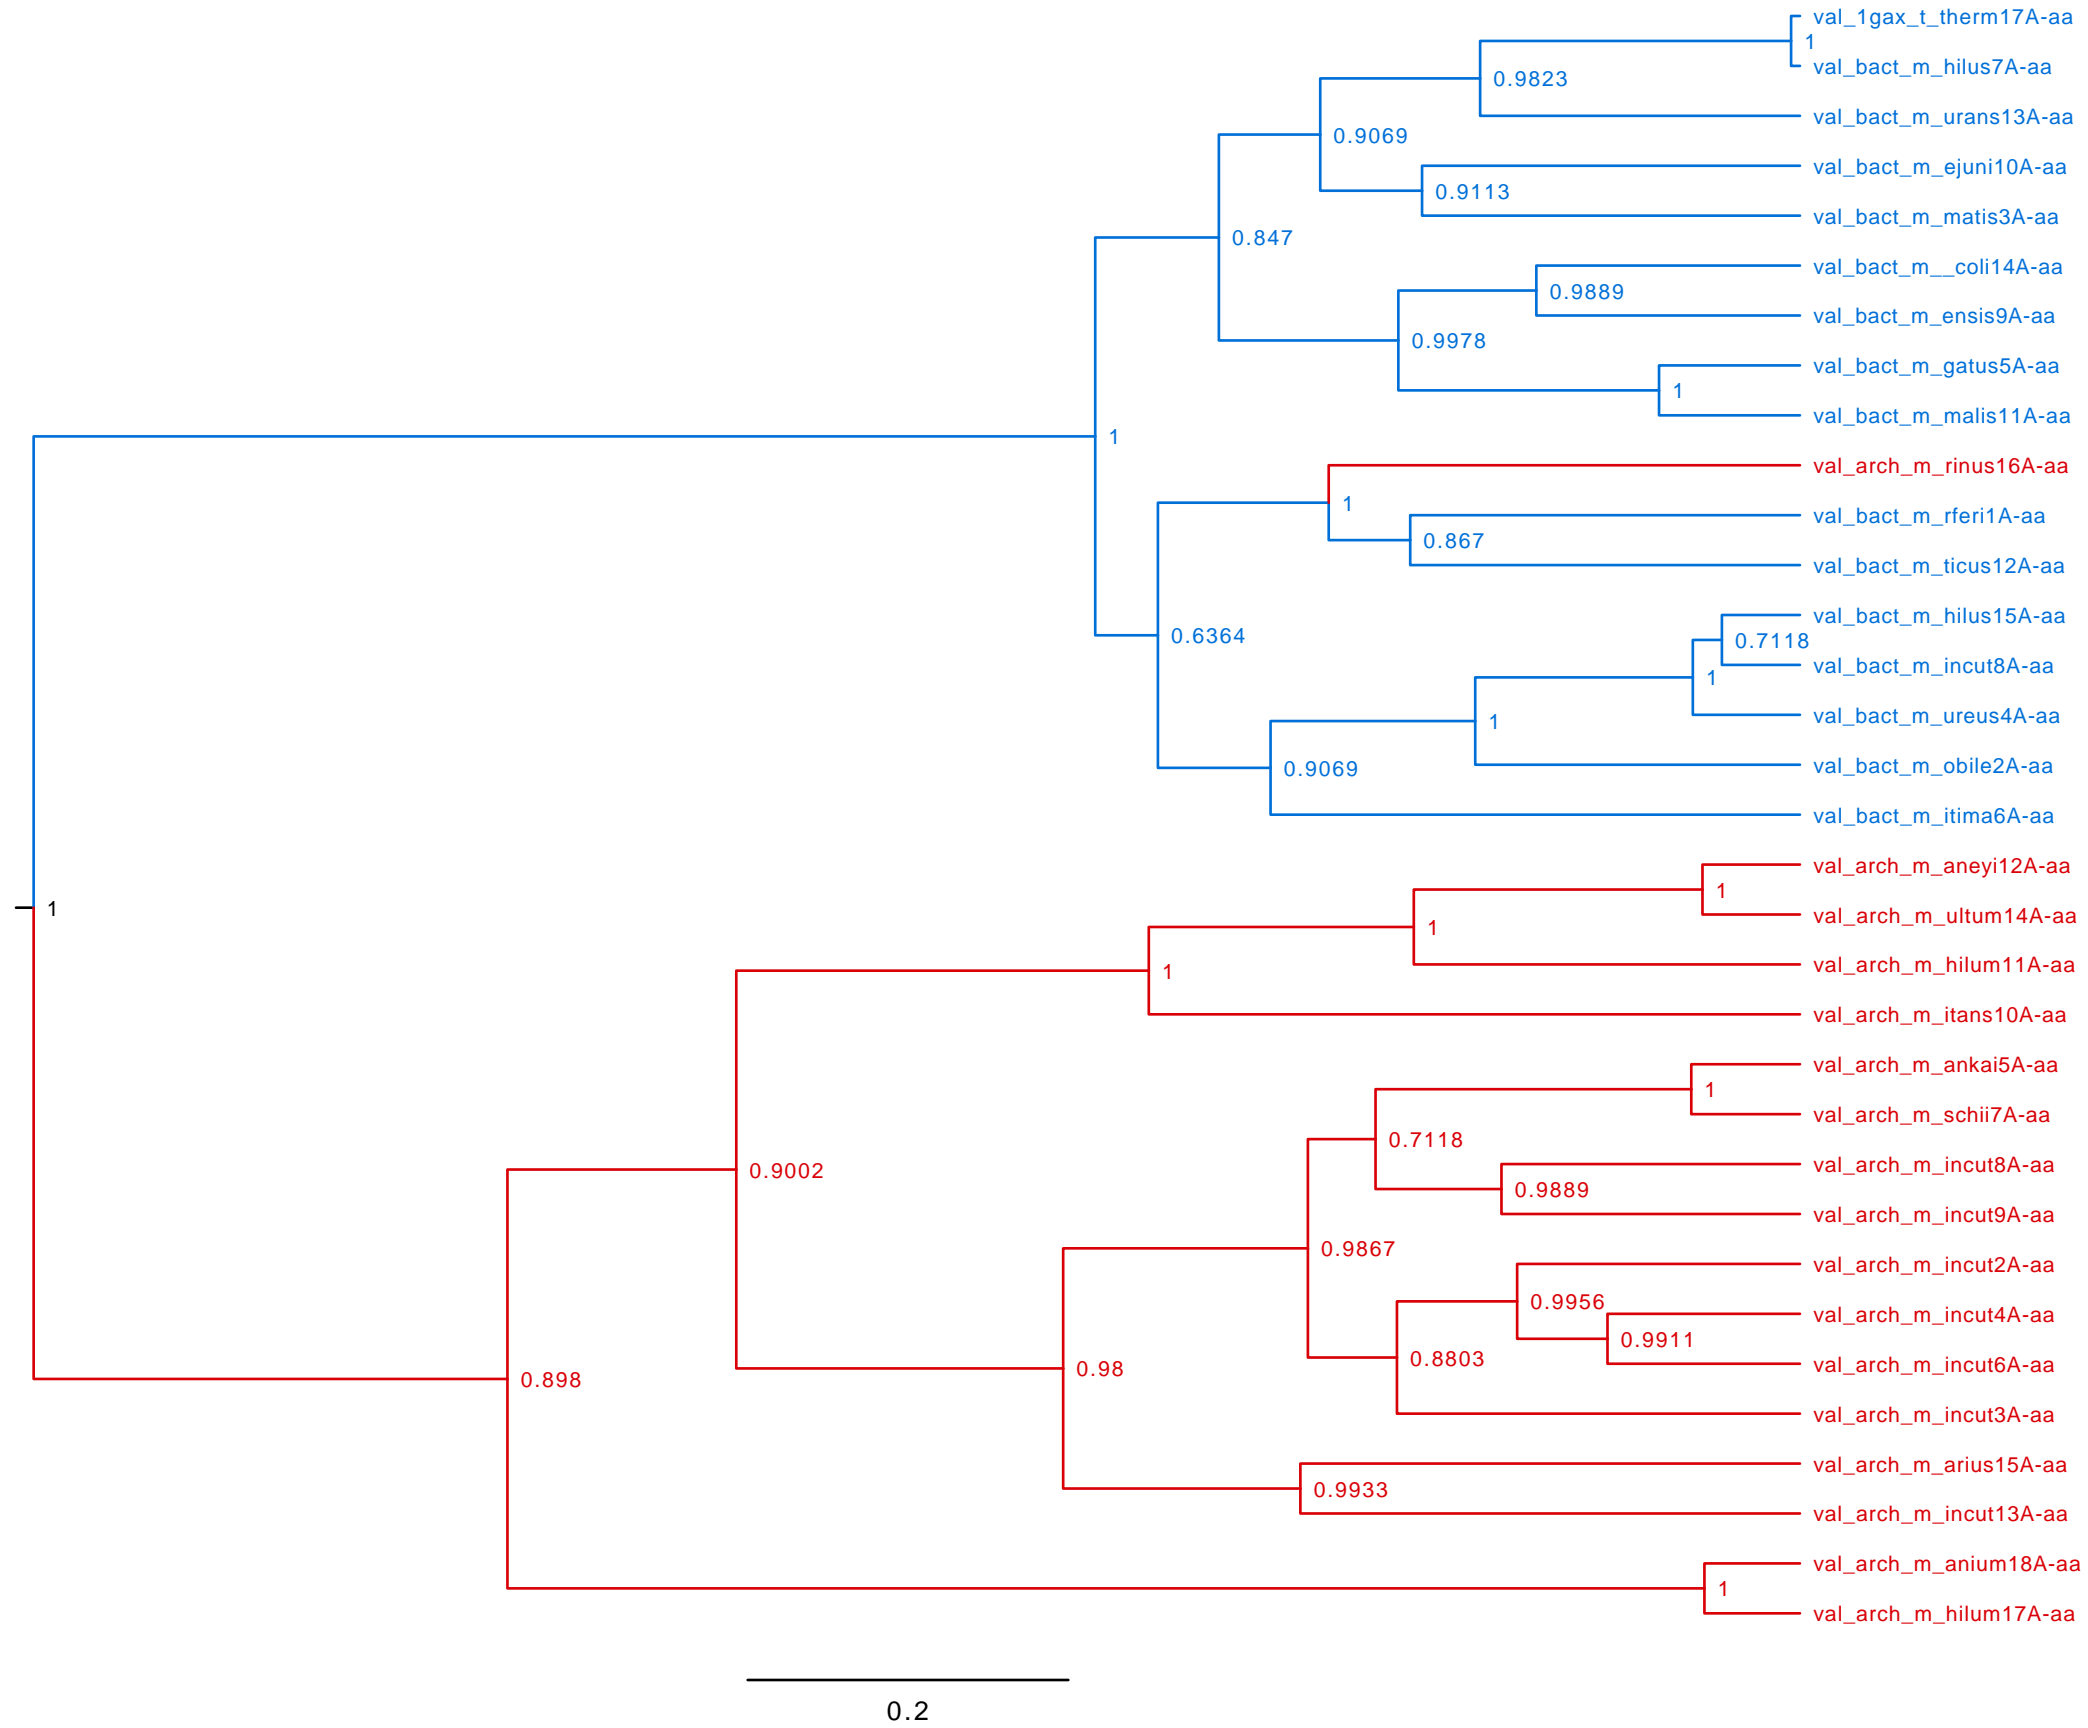 val_1gax_t_therm17A-aa
1
val_bact_m_hilus7A-aa
0.9823
val_bact_m_urans13A-aa
0.9069
val_bact_m_ejuni10A-aa
0.9113
val_bact_m_matis3A-aa
0.847
val_bact_m__coli14A-aa
0.9889
val_bact_m_ensis9A-aa
0.9978
val_bact_m_gatus5A-aa
1
val_bact_m_malis11A-aa
1
val_arch_m_rinus16A-aa
1
val_bact_m_rferi1A-aa
0.867
val_bact_m_ticus12A-aa
val_bact_m_hilus15A-aa
0.6364
0.7118
val_bact_m_incut8A-aa
1
val_bact_m_ureus4A-aa
1
val_bact_m_obile2A-aa
0.9069
val_bact_m_itima6A-aa
val_arch_m_aneyi12A-aa
1
1
val_arch_m_ultum14A-aa
1
val_arch_m_hilum11A-aa
1
val_arch_m_itans10A-aa
val_arch_m_ankai5A-aa
1
val_arch_m_schii7A-aa
0.7118
val_arch_m_incut8A-aa
0.9002
0.9889
val_arch_m_incut9A-aa
0.9867
val_arch_m_incut2A-aa
0.9956
val_arch_m_incut4A-aa
0.9911
0.8803
val_arch_m_incut6A-aa
0.98
0.898
val_arch_m_incut3A-aa
val_arch_m_arius15A-aa
0.9933
val_arch_m_incut13A-aa
val_arch_m_anium18A-aa
1
val_arch_m_hilum17A-aa
0.2